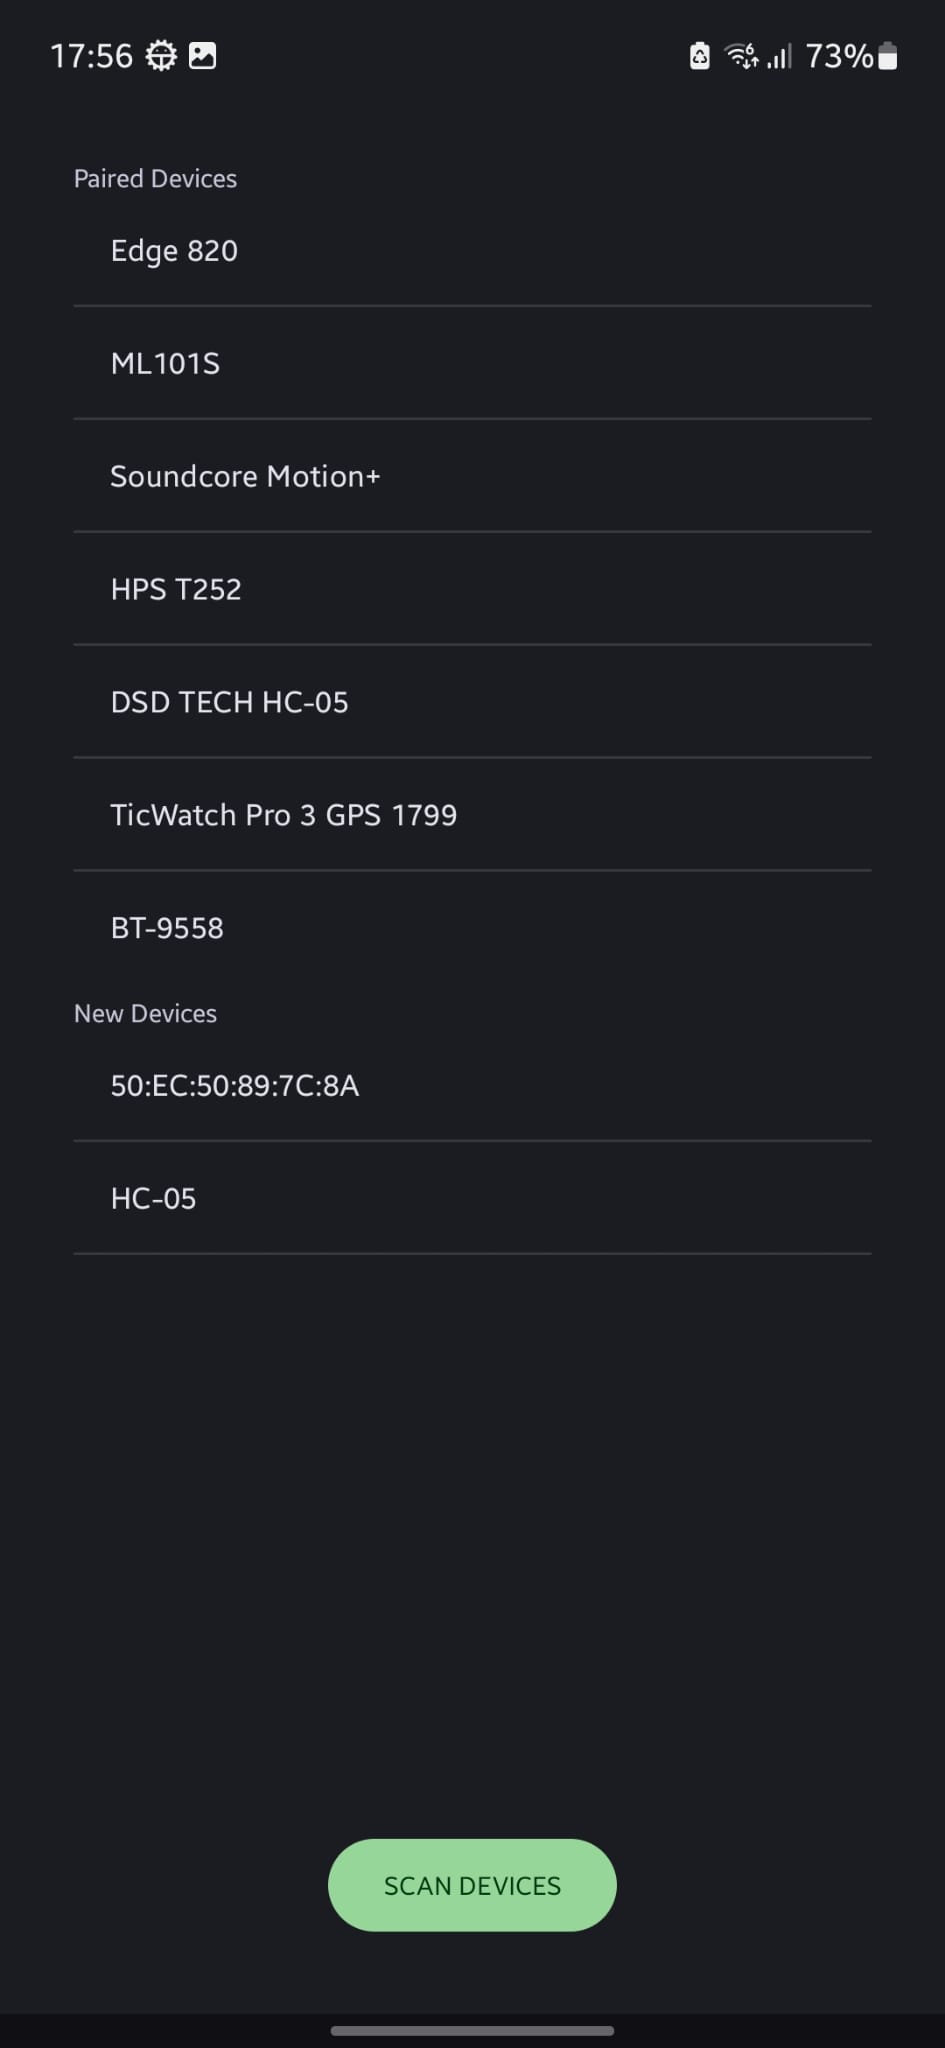 17:56
73%
Paired Devices
Edge 820
ML101S
Soundcore Motion+
HPS T252
DSD TECH HC-05
TicWatch Pro 3 GPS 1799
BT-9558
New Devices
50:EC:50:89:7C:8A
HC-05
SCAN DEVICES